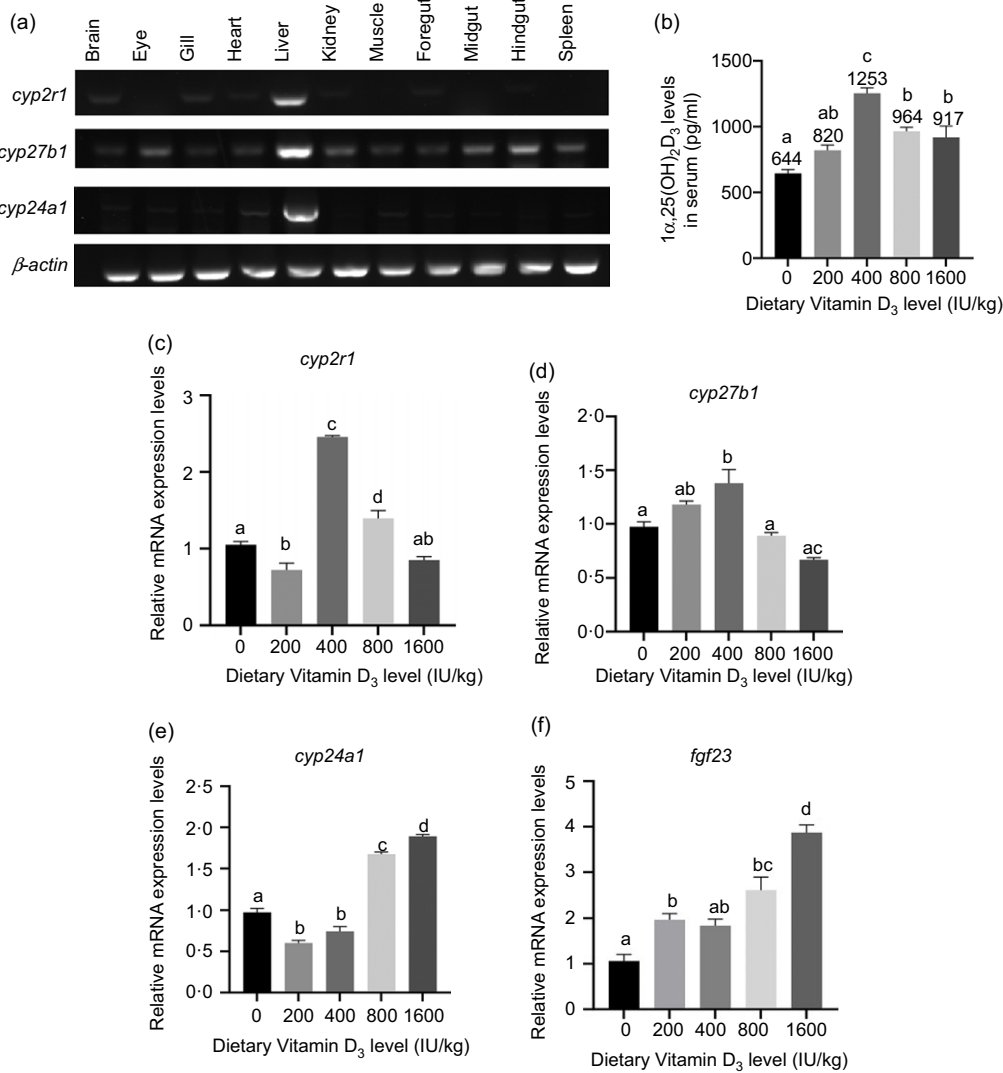 (a)
Brain
Eye
Gill
Heart
Liver
Kidney
Muscle
Foregut
Midgut
Hindgut
Spleen
cyp2r1
cyp27b1
cyp24a1
β-actin
(b)
1α,25(OH)₂D₃ levels
in serum (pg/ml)
1500
1000
500
0
a
644
ab
820
c
1253
b
964
b
917
0 200 400 800 1600
Dietary Vitamin D₃ level (IU/kg)
(c)
cyp2r1
Relative mRNA expression levels
3
2
1
0
a
b
c
d
ab
0 200 400 800 1600
Dietary Vitamin D₃ level (IU/kg)
(d)
cyp27b1
Relative mRNA expression levels
2·0
1·5
1·0
0·5
0·0
a
ab
b
a
ac
0 200 400 800 1600
Dietary Vitamin D₃ level (IU/kg)
(e)
cyp24a1
Relative mRNA expression levels
2·5
2·0
1·5
1·0
0·5
0·0
a
b
b
c
d
0 200 400 800 1600
Dietary Vitamin D₃ level (IU/kg)
(f)
fgf23
Relative mRNA expression levels
5
4
3
2
1
0
a
b
ab
bc
d
0 200 400 800 1600
Dietary Vitamin D₃ level (IU/kg)